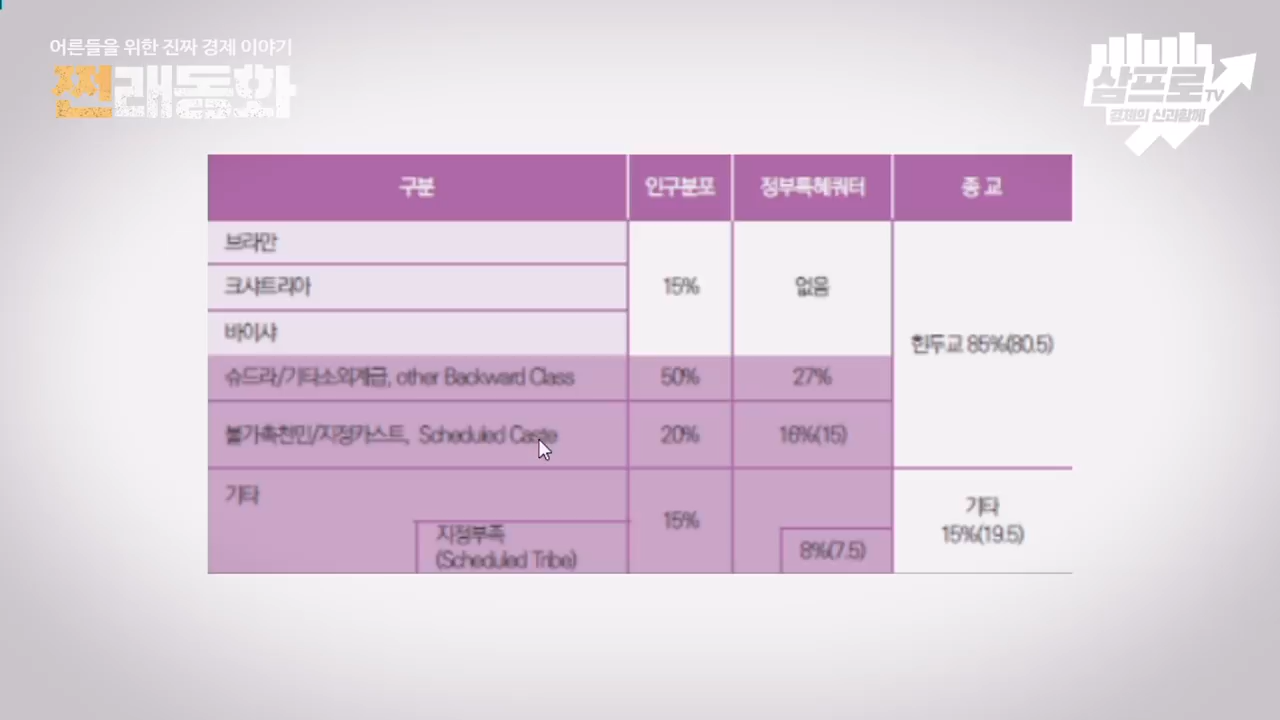 어른들을 위한 진짜 경제 이야기
쩐래동화
삼프로TV
경제의 신과함께
구분 인구분포 정부특혜쿼터 종교
브라만
크샤트리아 15% 없음
바이샤
힌두교 85%(80.5)
슈드라/기타소외계급, other Backward Class 50% 27%
불가촉천민/지정카스트, Scheduled Caste 20% 16%(15)
기타
15%
기타
15%(19.5)
지정부족
(Scheduled Tribe)
8%(7.5)